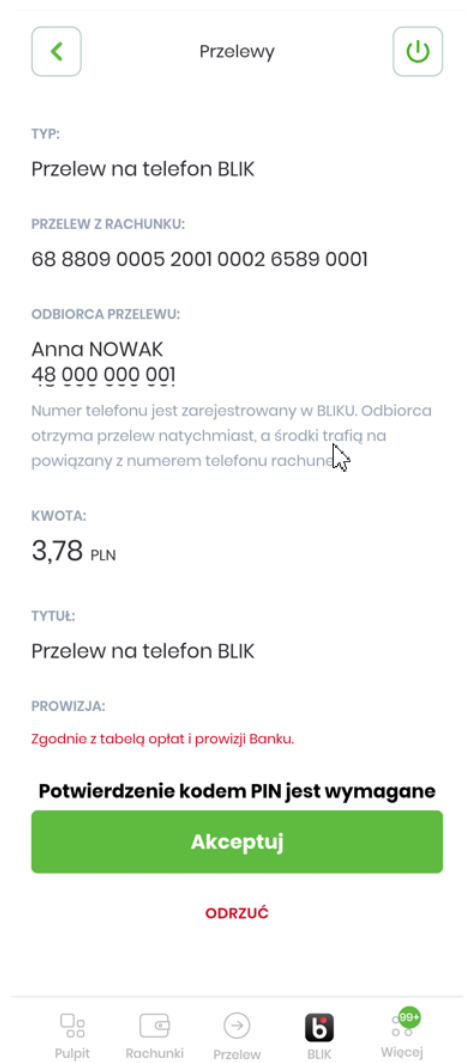 Przelewy
TYP:
Przelew na telefon BLIK
PRZELEW Z RACHUNKU:
68 8809 0005 2001 0002 6589 0001
ODBIORCA PRZELEWU:
Anna NOWAK
48 000 000 001
Numer telefonu jest zarejestrowany w BLIKU. Odbiorca
otrzyma przelew natychmiast, a środki trafią na
powiązany z numerem telefonu rachunek
KWOTA:
3,78 PLN
TYTUŁ:
Przelew na telefon BLIK
PROWIZJA:
Zgodnie z tabelą opłat i prowizji Banku.
Potwierdzenie kodem PIN jest wymagane
Akceptuj
ODRZUĆ
99+
Pulpit Rachunki Przelew BLIK Więcej